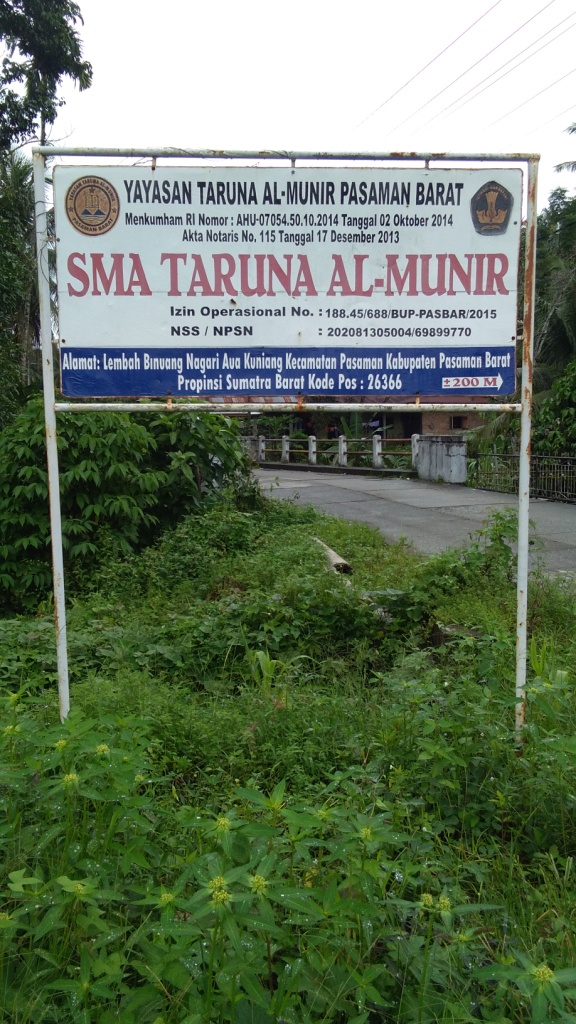 YAYASAN TARUNA AL-MUNIR PASAMAN BARAT
Menkumham RI Nomor : AHU-07054.50.10.2014 Tanggal 02 Oktober 2014
Akta Notaris No. 115 Tanggal 17 Desember 2013
SMA TARUNA AL-MUNIR
Izin Operasional No. : 188.45/688/BUP-PASBAR/2015
NSS / NPSN : 202081305004/69899770
Alamat: Lembah Binuang Nagari Aua Kuniang Kecamatan Pasaman Kabupaten Pasaman Barat
Propinsi Sumatra Barat Kode Pos : 26366
±200 M